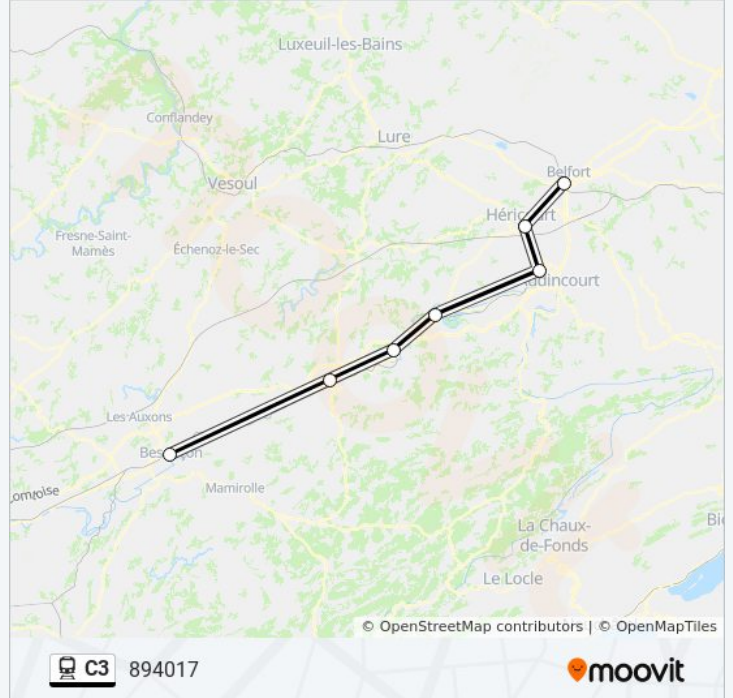 Luxeuil-les-Bains
Conflandey
Lure
Belfort
Vesoul
Fresne-Saint-
Mamès
Échenoz-le-Sec
Les Auxons
Mamirolle
La Chaux-
de-Fonds
Le Locle
© OpenStreetMap contributors | © OpenMapTiles
C3 894017
moovit